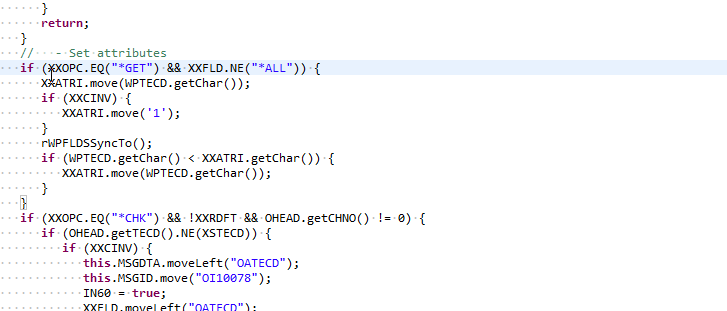 }
return;
}
// - Set attributes
if (XXOPC.EQ("*GET") && XXFLD.NE("*ALL")) {
XXATRI.move(WPTECD.getChar());
if (XXCINV) {
XXATRI.move('1');
}
rWPFLDSSyncTo();
if (WPTECD.getChar() < XXATRI.getChar()) {
XXATRI.move(WPTECD.getChar());
}
}
if (XXOPC.EQ("*CHK") && !XXRDFT && OHEAD.getCHNO() != 0) {
if (OHEAD.getTECD().NE(XSTECD)) {
if (XXCINV) {
this.MSGDTA.moveLeft("OATECD");
this.MSGID.move("OI10078");
IN60 = true;
XXFLD.moveLeft("OATECD");